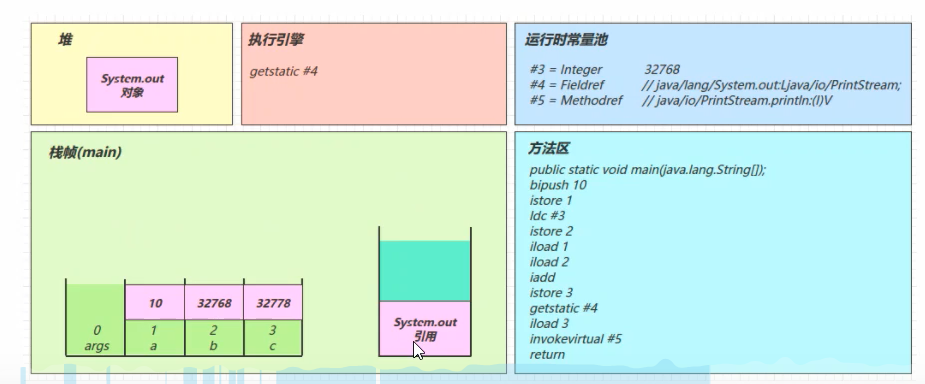 堆
System.out
对象
执行引擎
getstatic #4
运行时常量池
#3 = Integer 32768
#4 = Fieldref // java/lang/System.out:Ljava/io/PrintStream;
#5 = Methodref // java/io/PrintStream.println:(I)V
栈帧(main)
10 32768 32778
0 1 2 3
args a b c
System.out
引用
方法区
public static void main(java.lang.String[]);
bipush 10
istore 1
ldc #3
istore 2
iload 1
iload 2
iadd
istore 3
getstatic #4
iload 3
invokevirtual #5
return